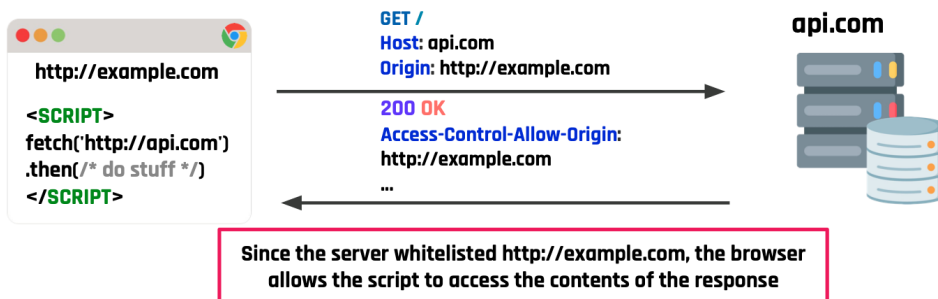 http://example.com
<SCRIPT>
fetch('http://api.com')
.then(/* do stuff */)
</SCRIPT>
GET /
Host: api.com
Origin: http://example.com
200 OK
Access-Control-Allow-Origin:
http://example.com
...
api.com
Since the server whitelisted http://example.com, the browser
allows the script to access the contents of the response